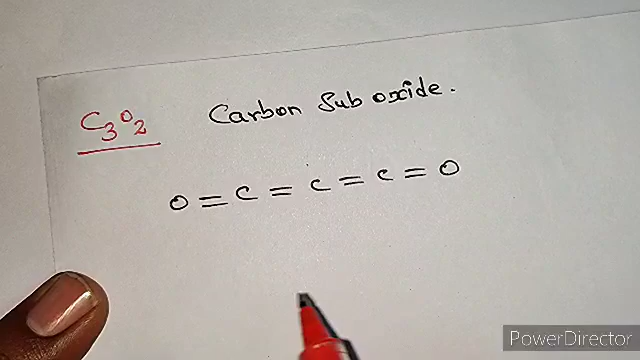 C₃O₂ Carbon Sub oxide.
O = C = C = C = O
PowerDirector